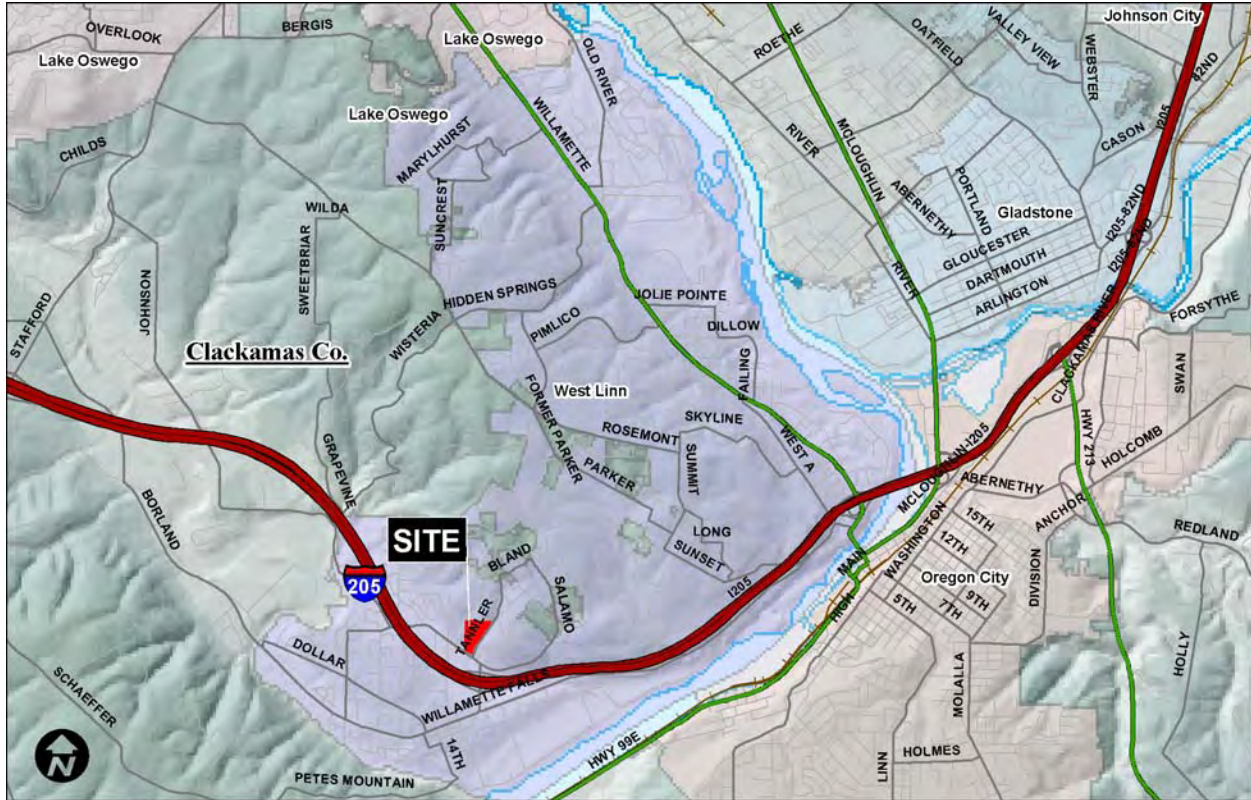 OVERLOOK
BERGIS
Lake Oswego
Lake Oswego
Lake Oswego
OLD RIVER
ROETHE
OATFIELD
VALLEY VIEW
WEBSTER
Johnson City
82ND
I205
CASON
CHILDS
MARYLHURST
SUNCREST
WILLAMETTE
RIVER
MCLOUGHLIN
ABERNETHY
PORTLAND
Gladstone
GLOUCESTER
DARTMOUTH
ARLINGTON
I205-82ND
I205-82ND
WILDA
SWEETBRIAR
JOHNSON
STAFFORD
HIDDEN SPRINGS
WISTERIA
PIMLICO
JOLIE POINTE
DILLOW
FAILING
RIVER
CLACKAMAS RIVER
FORSYTHE
SWAN
Clackamas Co.
FORMER PARKER
West Linn
SKYLINE
ROSEMONT
SUMMIT
WEST A
PARKER
HWY 213
HOLCOMB
MCLOUGHLIN-I205
ABERNETHY
ANCHOR
GRAPEVINE
BORLAND
SITE
BLAND
LONG
SUNSET
WASHINGTON
15TH
12TH
REDLAND
205
SALAMO
TANNLER
I205
MAIN
HIGH
Oregon City
5TH
7TH
9TH
DIVISION
DOLLAR
WILLAMETTE FALLS
SCHAEFFER
14TH
HWY 99E
MOLALLA
HOLLY
LINN
HOLMES
PETES MOUNTAIN
N